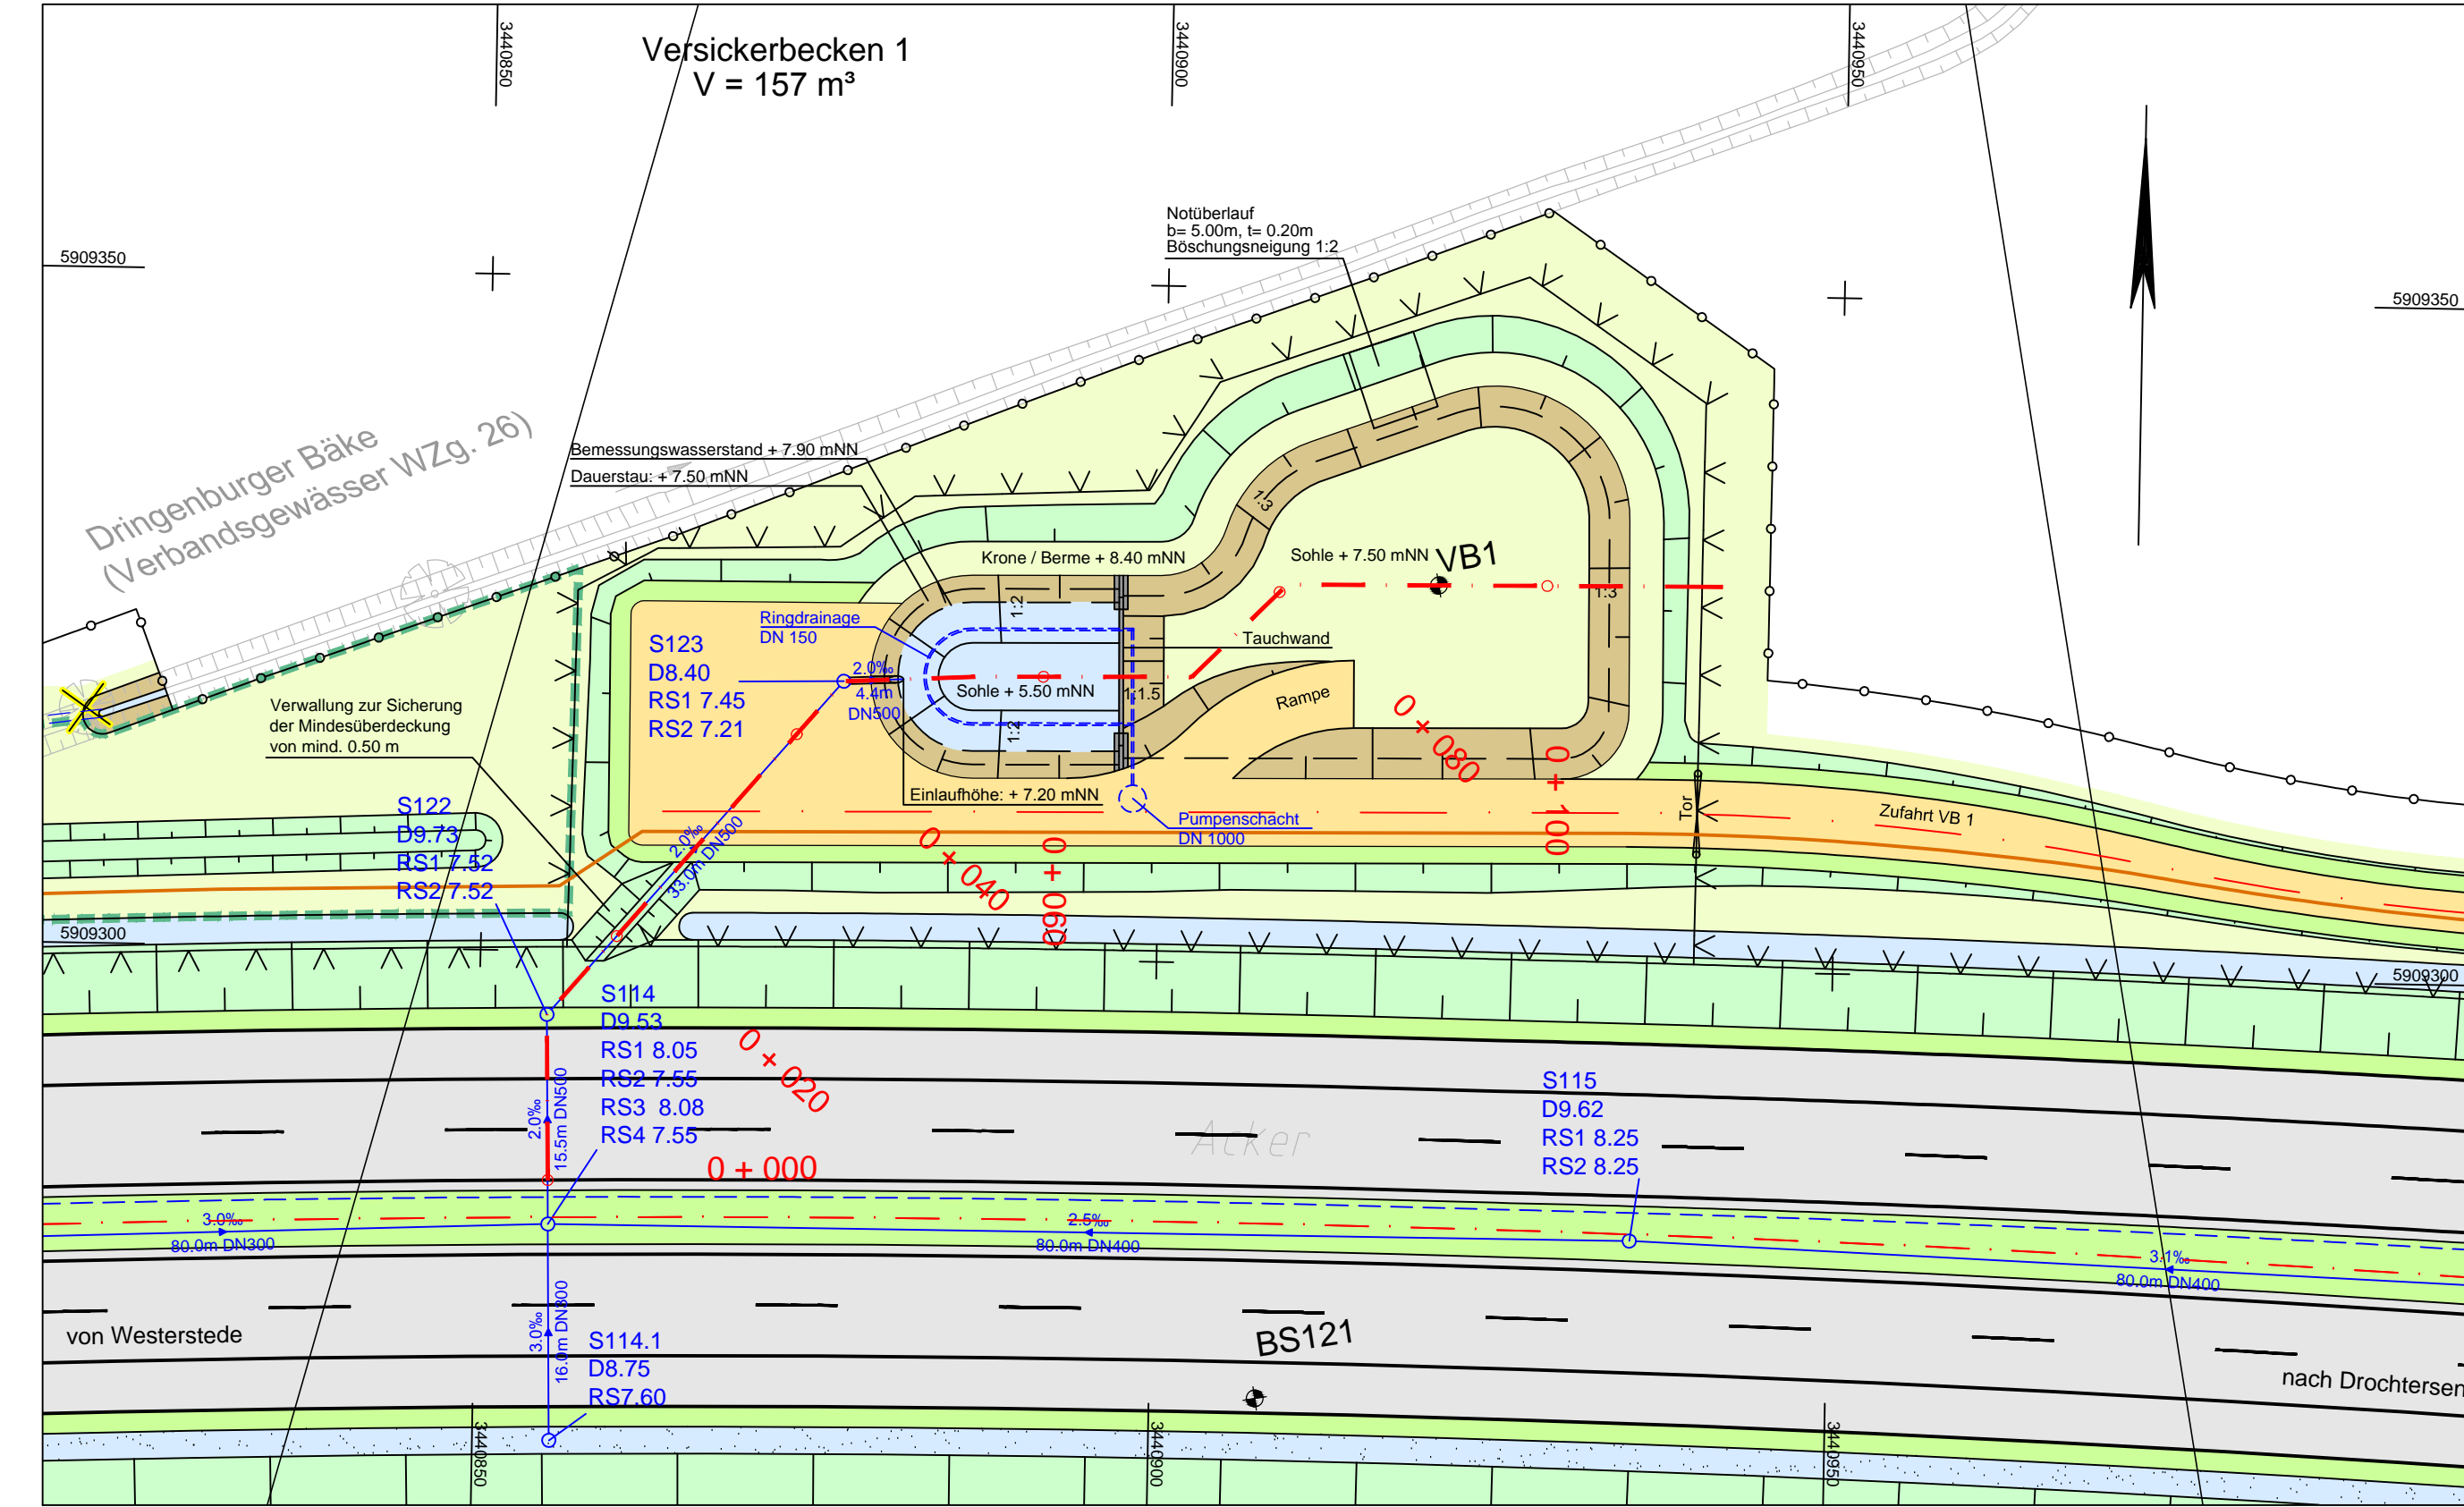 Versickerbecken 1
V = 157 m³
3440850
3440900
3440950
5909350
5909350
Notüberlauf
b= 5.00m, t= 0.20m
Böschungsneigung 1:2
Dringenburger Bäke
(Verbandsgewässer WZg. 26)
Bemessungswasserstand + 7.90 mNN
Dauerstau: + 7.50 mNN
1:3
Krone / Berme + 8.40 mNN
Sohle + 7.50 mNN
VB1
1:3
1:2
Ringdrainage
DN 150
Tauchwand
S123
D8.40
RS1 7.45
RS2 7.21
2.0‰
4.4m
DN500
Sohle + 5.50 mNN
1:1.5
Rampe
1:2
Verwallung zur Sicherung
der Mindesüberdeckung
von mind. 0.50 m
Einlaufhöhe: + 7.20 mNN
Pumpenschacht
DN 1000
Tor
Zufahrt VB 1
S122
D9.73
RS1 7.52
RS2 7.52
2.0‰
33.0m DN500
0 + 040
0 + 060
0 + 080
0 + 100
5909300
5909300
S114
D9.53
RS1 8.05
RS2 7.55
RS3 8.08
RS4 7.55
0 + 020
0 + 000
2.0‰
15.5m DN500
Acker
S115
D9.62
RS1 8.25
RS2 8.25
3.0‰
80.0m DN300
2.5‰
80.0m DN400
3.1‰
80.0m DN400
3.0‰
16.0m DN300
von Westerstede
S114.1
D8.75
RS7.60
BS121
nach Drochtersen
3440850
3440900
3440950